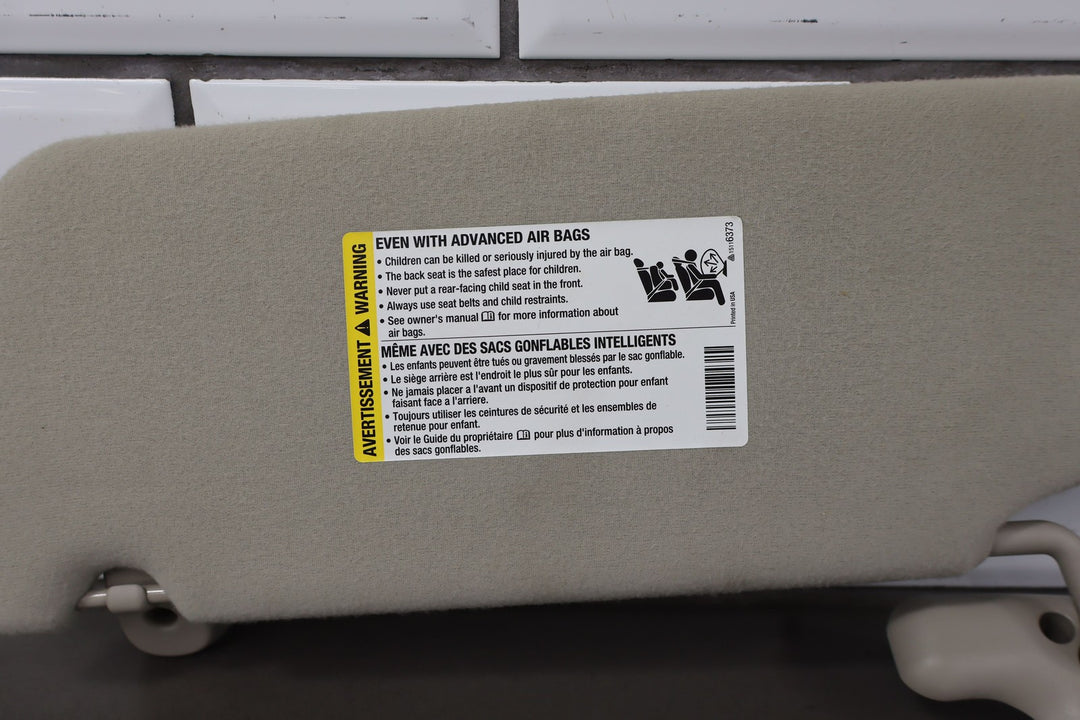 AVERTISSEMENT WARNING
EVEN WITH ADVANCED AIR BAGS
• Children can be killed or seriously injured by the air bag.
• The back seat is the safest place for children.
• Never put a rear-facing child seat in the front.
• Always use seat belts and child restraints.
• See owner's manual for more information about
air bags.
6373
Printed in USA
MÊME AVEC DES SACS GONFLABLES INTELLIGENTS
• Les enfants peuvent être tués ou gravement blessés par le sac gonflable.
• Le siège arrière est l'endroit le plus sûr pour les enfants.
• Ne jamais placer a l'avant un dispositif de protection pour enfant
faisant face a l'arriere.
• Toujours utiliser les ceintures de sécurité et les ensembles de
retenue pour enfant.
• Voir le Guide du propriétaire pour plus d'information à propos
des sacs gonflables.